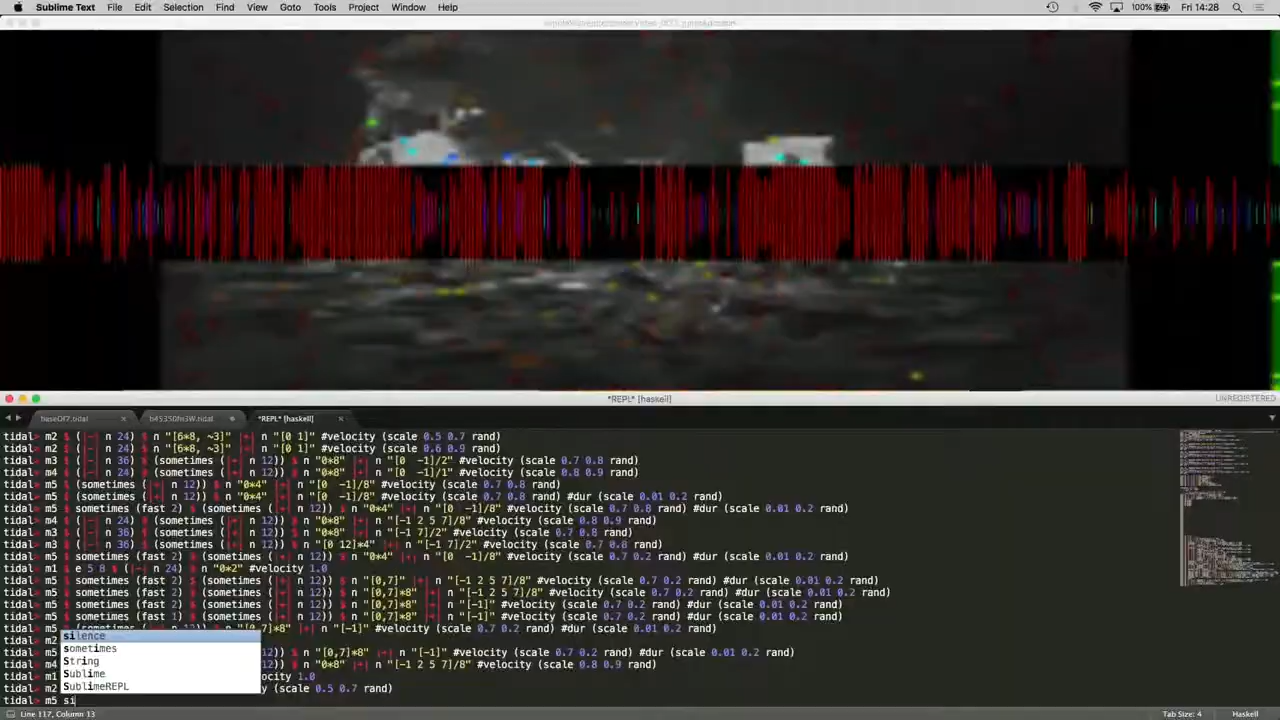 Sublime Text File Edit Selection Find View Goto Tools Project Window Help 100% Fri 14:28
*REPL* [haskell] UNREGISTERED
*REPL* [haskell]
tidal> m2 $ (|-| n 24) $ n "[6*8, ~3]" |+| n "[0 1]" #velocity (scale 0.5 0.7 rand)
tidal> m2 $ (|-| n 24) $ n "[6*8, ~3]" |+| n "[0 1]" #velocity (scale 0.6 0.9 rand)
tidal> m3 $ (|-| n 36) $ (sometimes (|+| n 12)) $ n "0*8" |+| n "[0 -1]/2" #velocity (scale 0.7 0.8 rand)
tidal> m4 $ (|-| n 24) $ (sometimes (|+| n 12)) $ n "0*8" |+| n "[0 -1]/1" #velocity (scale 0.8 0.9 rand)
tidal> m5 $ (sometimes (|+| n 12)) $ n "0*4" |+| n "[0 -1]/8" #velocity (scale 0.7 0.8 rand)
tidal> m5 $ (sometimes (|+| n 12)) $ n "0*4" |+| n "[0 -1]/8" #velocity (scale 0.7 0.8 rand) #dur (scale 0.01 0.2 rand)
tidal> m5 $ sometimes (fast 2) $ (sometimes (|+| n 12)) $ n "0*4" |+| n "[0 -1]/8" #velocity (scale 0.7 0.8 rand) #dur (scale 0.01 0.2 rand)
tidal> m4 $ (|-| n 24) $ (sometimes (|+| n 12)) $ n "0*8" |+| n "[-1 2 5 7]/8" #velocity (scale 0.8 0.9 rand)
tidal> m3 $ (|-| n 36) $ (sometimes (|+| n 12)) $ n "0*8" |+| n "[-1 7]/2" #velocity (scale 0.7 0.8 rand)
tidal> m3 $ (|-| n 36) $ (sometimes (|+| n 12)) $ n "[0 12]*4" |+| n "[-1 7]/2" #velocity (scale 0.7 0.8 rand)
tidal> m5 $ sometimes (fast 2) $ (sometimes (|+| n 12)) $ n "0*4" |+| n "[0 -1]/8" #velocity (scale 0.7 0.2 rand) #dur (scale 0.01 0.2 rand)
tidal> m1 $ e 5 8 $ (|-| n 24) $ n "0*2" #velocity 1.0
tidal> m5 $ sometimes (fast 2) $ (sometimes (|+| n 12)) $ n "[0,7]" |+| n "[-1 2 5 7]/8" #velocity (scale 0.7 0.2 rand) #dur (scale 0.01 0.2 rand)
tidal> m5 $ sometimes (fast 2) $ (sometimes (|+| n 12)) $ n "[0,7]*8" |+| n "[-1 2 5 7]/8" #velocity (scale 0.7 0.2 rand) #dur (scale 0.01 0.2 rand)
tidal> m5 $ sometimes (fast 2) $ (sometimes (|+| n 12)) $ n "[0,7]*8" |+| n "[-1]" #velocity (scale 0.7 0.2 rand) #dur (scale 0.01 0.2 rand)
tidal> m5 $ sometimes (fast 1) $ (sometimes (|+| n 12)) $ n "[0,7]*8" |+| n "[-1]" #velocity (scale 0.7 0.2 rand) #dur (scale 0.01 0.2 rand)
tidal> m5 $ (sometimes (|+| n 12)) $ n "[0,7]*8" |+| n "[-1]" #velocity (scale 0.7 0.2 rand) #dur (scale 0.01 0.2 rand)
tidal> m2
silence
sometimes
tidal> m5 n "[0,7]*8" |+| n "[-1 2 5 7]/8" #velocity (scale 0.7 0.2 rand) #dur (scale 0.01 0.2 rand)
String
tidal> m4 "0*8" |+| n "[-1 2 5 7]/8" #velocity (scale 0.8 0.9 rand)
Sublime
tidal> m1 1.0
SublimeREPL
tidal> m2 (scale 0.5 0.7 rand)
tidal> m5 si
Line 117, Column 13 Tab Size: 4 Haskell